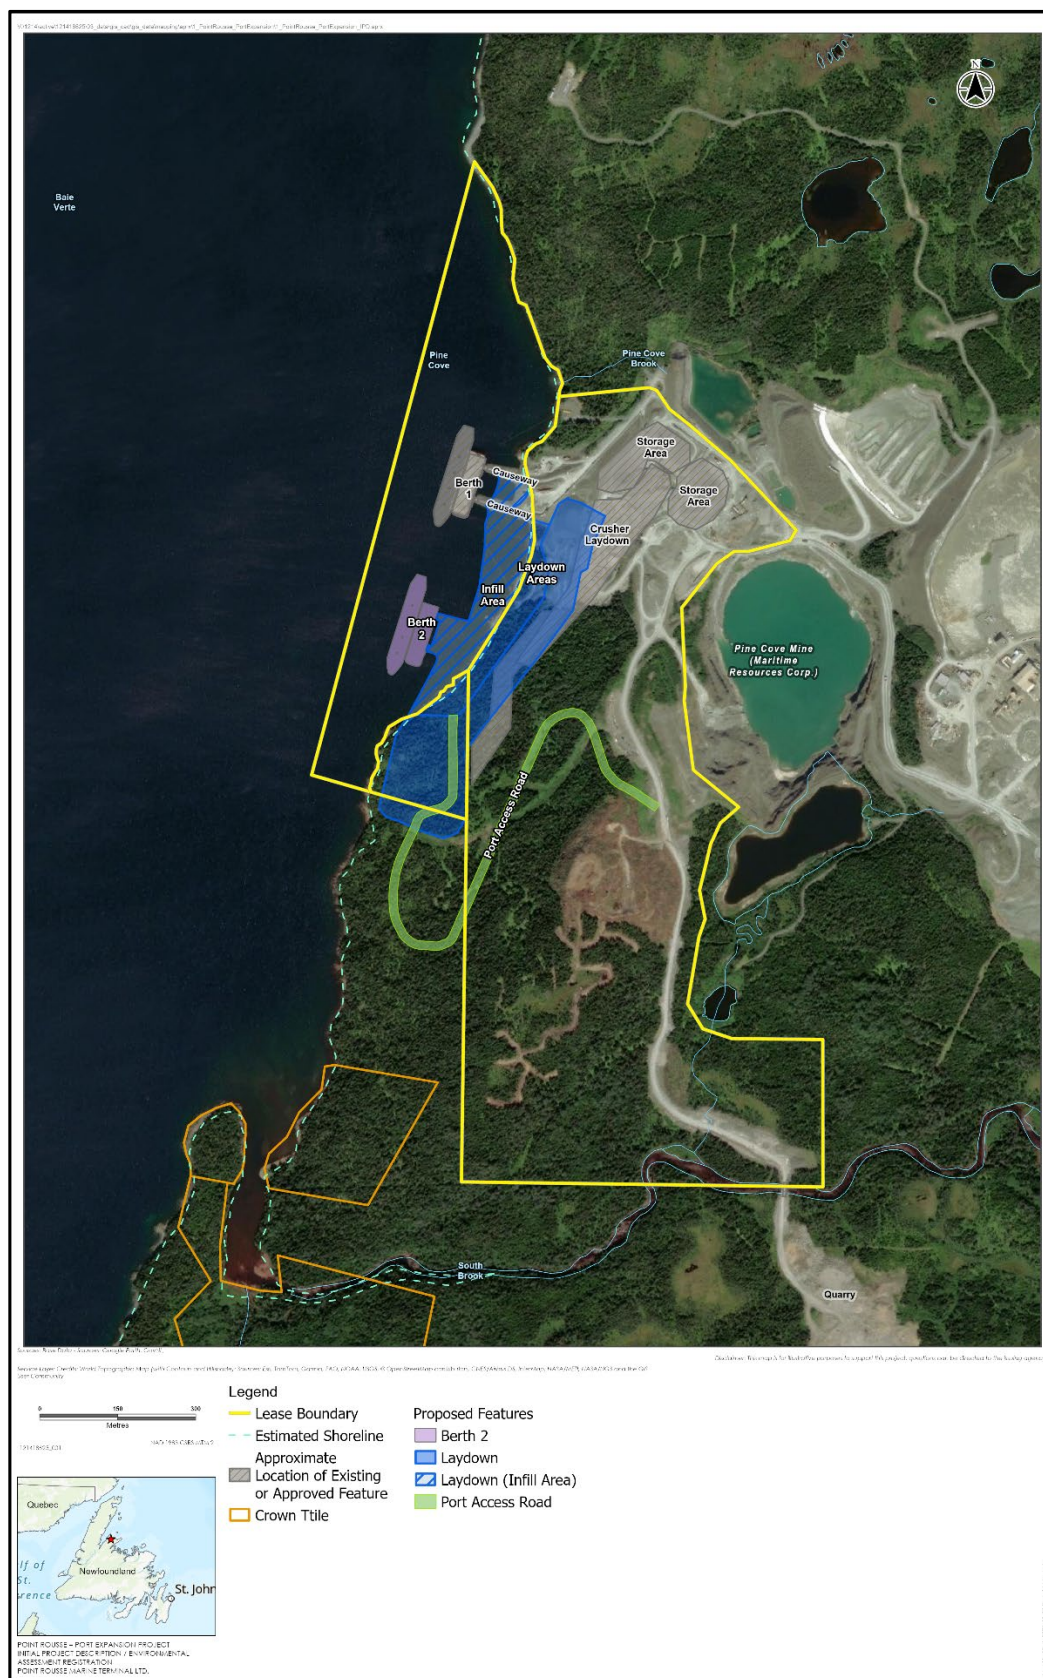 N
Baie
Verte
Pine
Cove
Pine Cove
Brook
Storage
Area
Storage
Area
Causeway
Berth
1
Causeway
Crusher
Laydown
Laydown
Areas
Infill
Area
Berth
2
Pine Cove Mine
(Maritime
Resources Corp.)
Port Access Road
South
Brook
Quarry
Legend
Lease Boundary
Estimated Shoreline
Approximate
Location of Existing
or Approved Feature
Crown Ttile
Proposed Features
Berth 2
Laydown
Laydown (Infill Area)
Port Access Road
0 150 300
Metres
Quebec
lf of
St.
rence
Newfoundland
St. John
POINT ROUSSE – PORT EXPANSION PROJECT
INITIAL PROJECT DESCRIPTION / ENVIRONMENTAL
ASSESSMENT REGISTRATION
POINT ROUSSE MARINE TERMINAL LTD.